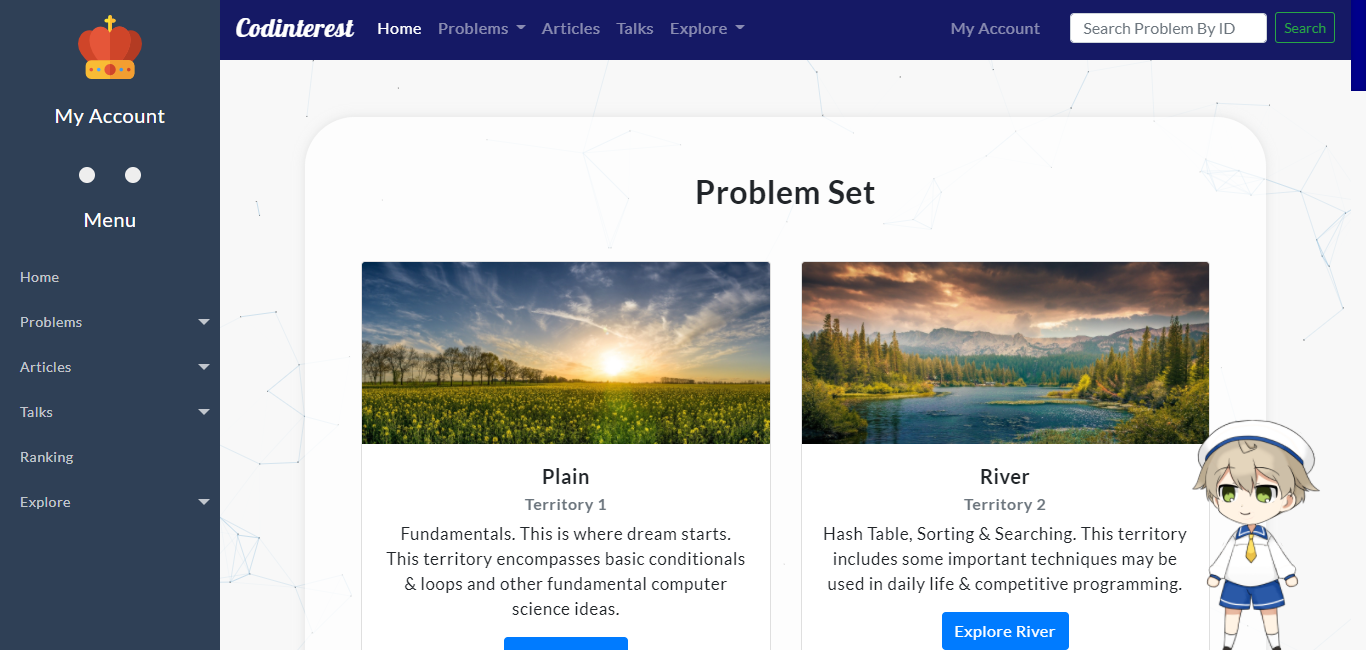 My Account
Menu
Home
Problems
Articles
Talks
Ranking
Explore
Codinterest Home Problems Articles Talks Explore My Account Search Problem By ID Search
Problem Set
Plain
Territory 1
Fundamentals. This is where dream starts.
This territory encompasses basic conditionals
& loops and other fundamental computer
science ideas.
River
Territory 2
Hash Table, Sorting & Searching. This territory
includes some important techniques may be
used in daily life & competitive programming.
Explore River